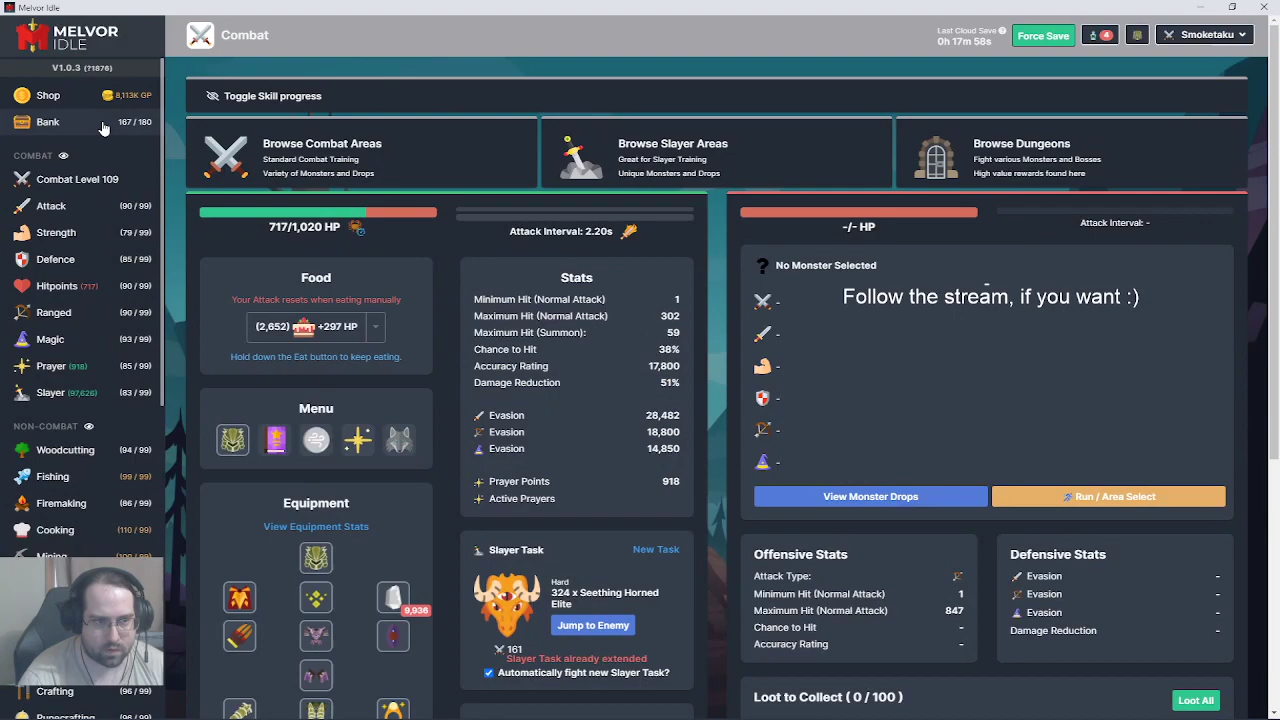 Melvor Idle
MELVOR
IDLE
Combat
Last Cloud Save
0h 17m 58s
Force Save
4
Smoketaku
V1.0.3 (?1876)
Shop 8,113K GP
Bank 167 / 180
COMBAT
Combat Level 109
Attack (90 / 99)
Strength (79 / 99)
Defence (85 / 99)
Hitpoints (717) (91 / 99)
Ranged (87 / 99)
Magic (93 / 99)
Prayer (918) (85 / 99)
Slayer (97,626) (83 / 99)
NON-COMBAT
Woodcutting (94 / 99)
Fishing (99 / 99)
Firemaking (86 / 99)
Cooking (110 / 99)
Mining
Crafting (96 / 99)
Toggle Skill progress
Browse Combat Areas
Standard Combat Training
Variety of Monsters and Drops
Browse Slayer Areas
Great for Slayer Training
Unique Monsters and Drops
Browse Dungeons
Fight various Monsters and Bosses
High value rewards found here
717/1,020 HP
Attack Interval: 2.20s
-/- HP
Attack Interval: -
Food
Your Attack resets when eating manually
(2,652) +297 HP
Hold down the Eat button to keep eating.
Menu
Equipment
View Equipment Stats
9,936
Stats
Minimum Hit (Normal Attack) 1
Maximum Hit (Normal Attack) 302
Maximum Hit (Summon): 59
Chance to Hit 38%
Accuracy Rating 17,800
Damage Reduction 51%
Evasion 28,482
Evasion 18,800
Evasion 14,850
Prayer Points 918
Active Prayers
Slayer Task New Task
Hard
324 x Seething Horned
Elite
Jump to Enemy
161
Slayer Task already extended
Automatically fight new Slayer Task?
? No Monster Selected
Follow the stream, if you want :)
-
-
-
-
-
-
View Monster Drops
Run / Area Select
Offensive Stats
Attack Type:
Minimum Hit (Normal Attack) 1
Maximum Hit (Normal Attack) 847
Chance to Hit -
Accuracy Rating -
Defensive Stats
Evasion -
Evasion -
Evasion -
Damage Reduction -
Loot to Collect ( 0 / 100 )
Loot All